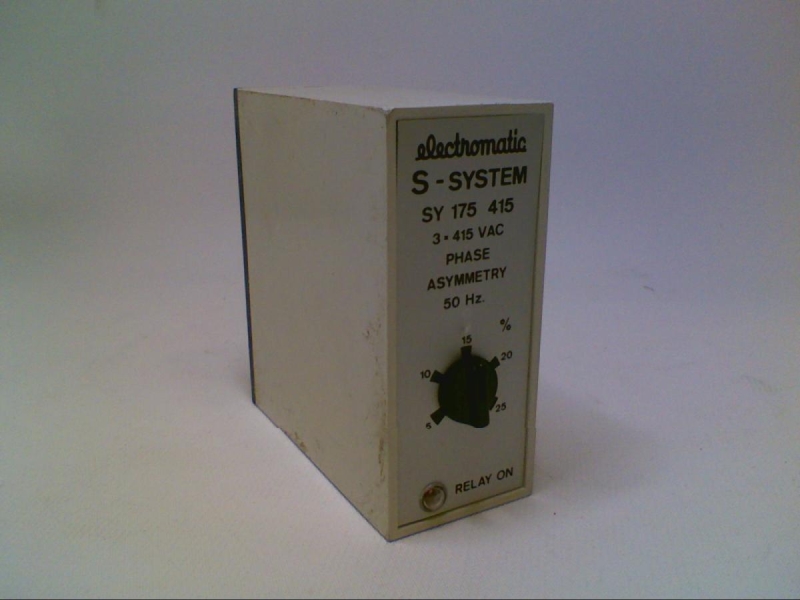 electromatic
S-SYSTEM
SY 175 415
3 • 415 VAC
PHASE
ASYMMETRY
50 Hz.
%
15
10 20
5 25
RELAY ON